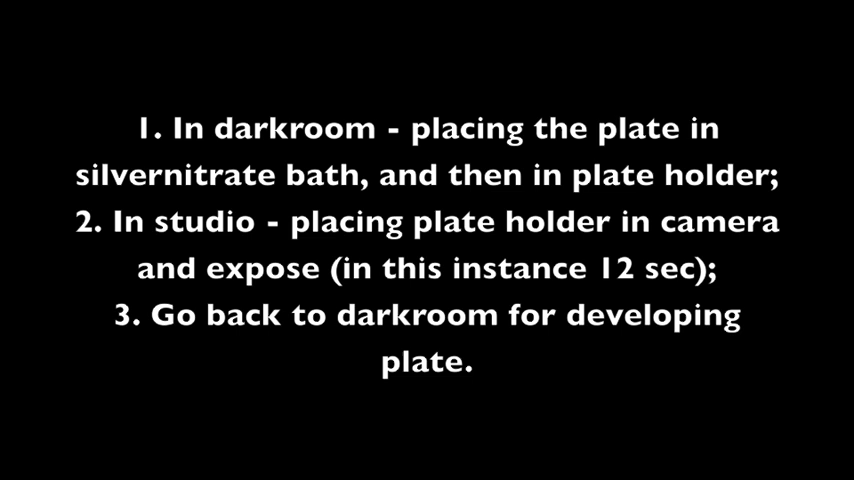 1. In darkroom - placing the plate in
silvernitrate bath, and then in plate holder;
2. In studio - placing plate holder in camera
and expose (in this instance 12 sec);
3. Go back to darkroom for developing
plate.